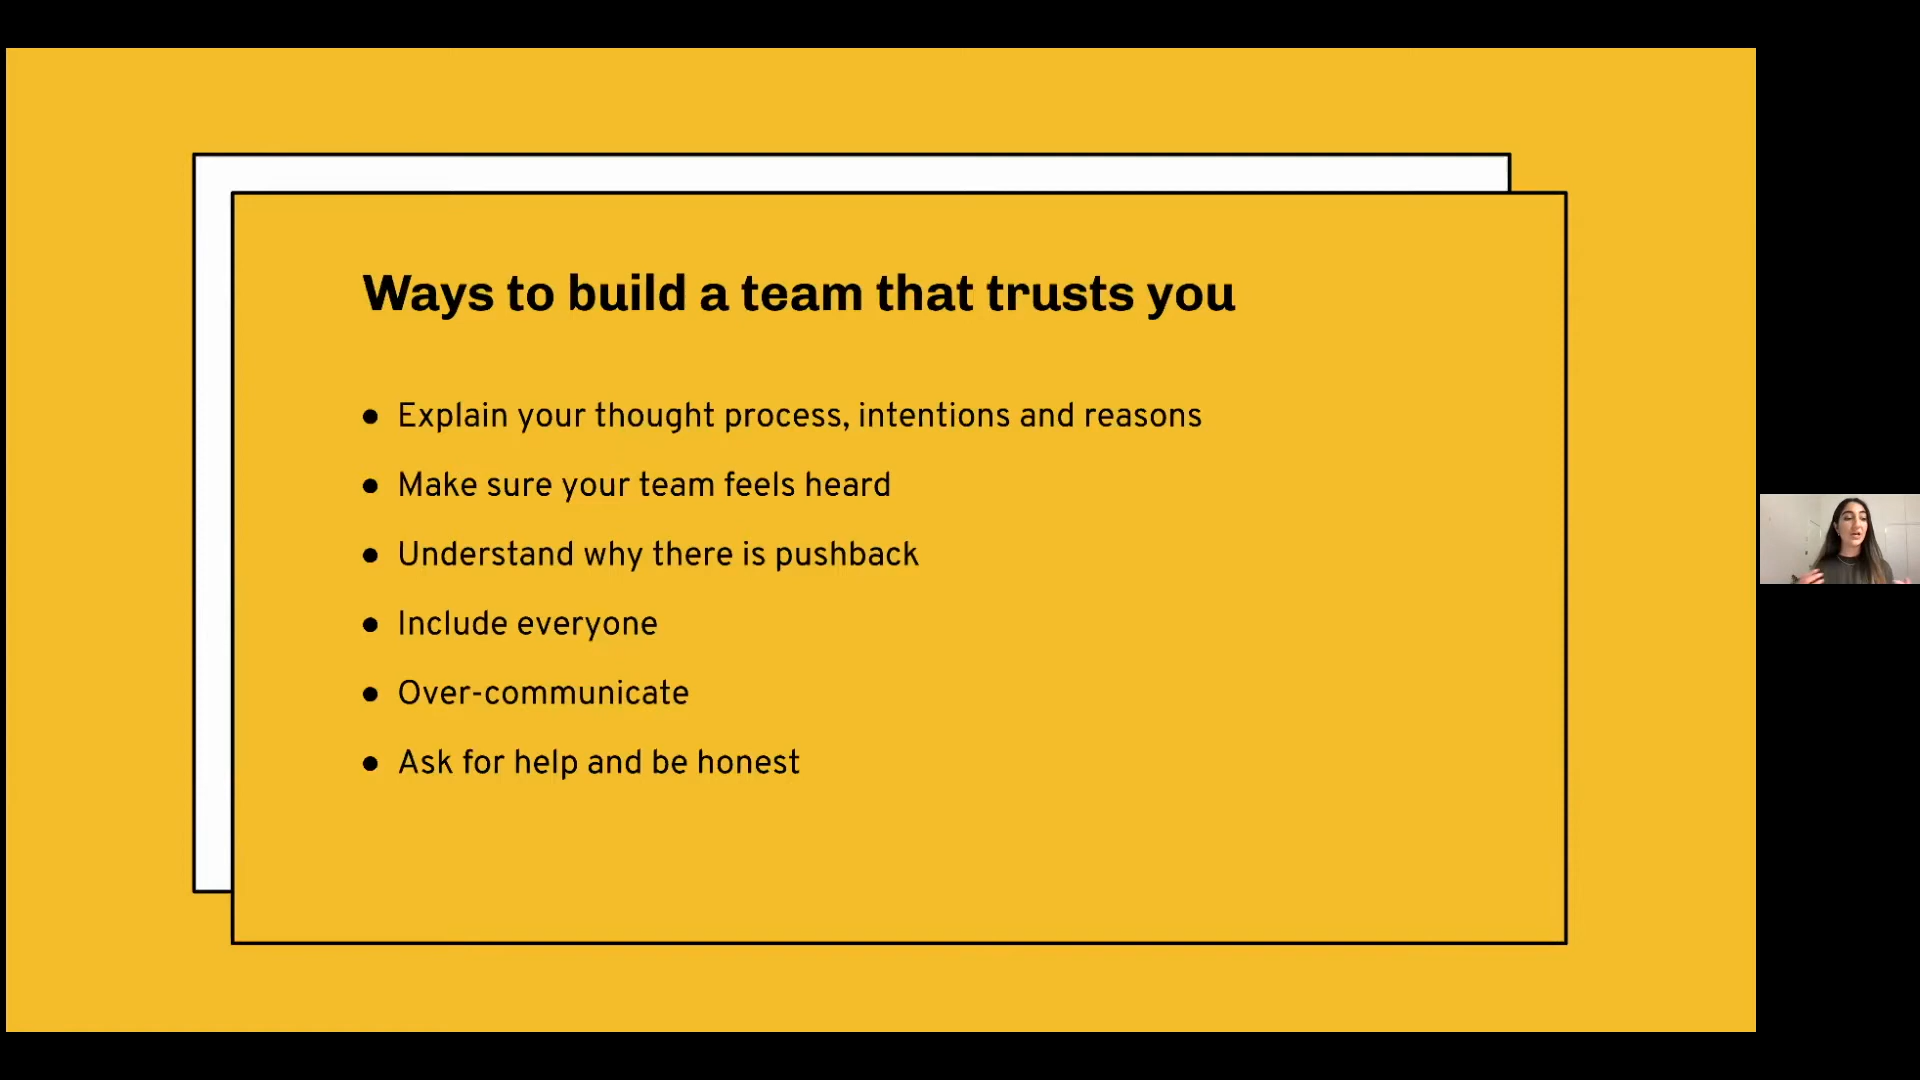 Ways to build a team that trusts you
● Explain your thought process, intentions and reasons
● Make sure your team feels heard
● Understand why there is pushback
● Include everyone
● Over-communicate
● Ask for help and be honest